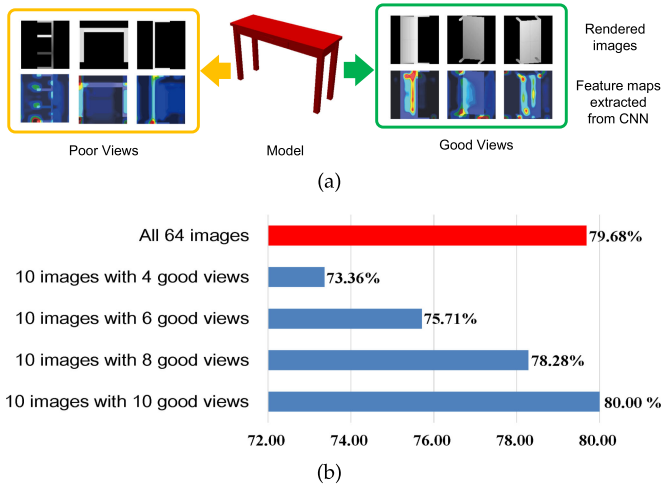 Rendered
images
Feature maps
extracted
from CNN
Poor Views
Model
Good Views
(a)
All 64 images
79.68%
10 images with 4 good views
73.36%
10 images with 6 good views
75.71%
10 images with 8 good views
78.28%
10 images with 10 good views
80.00 %
72.00 74.00 76.00 78.00 80.00
(b)